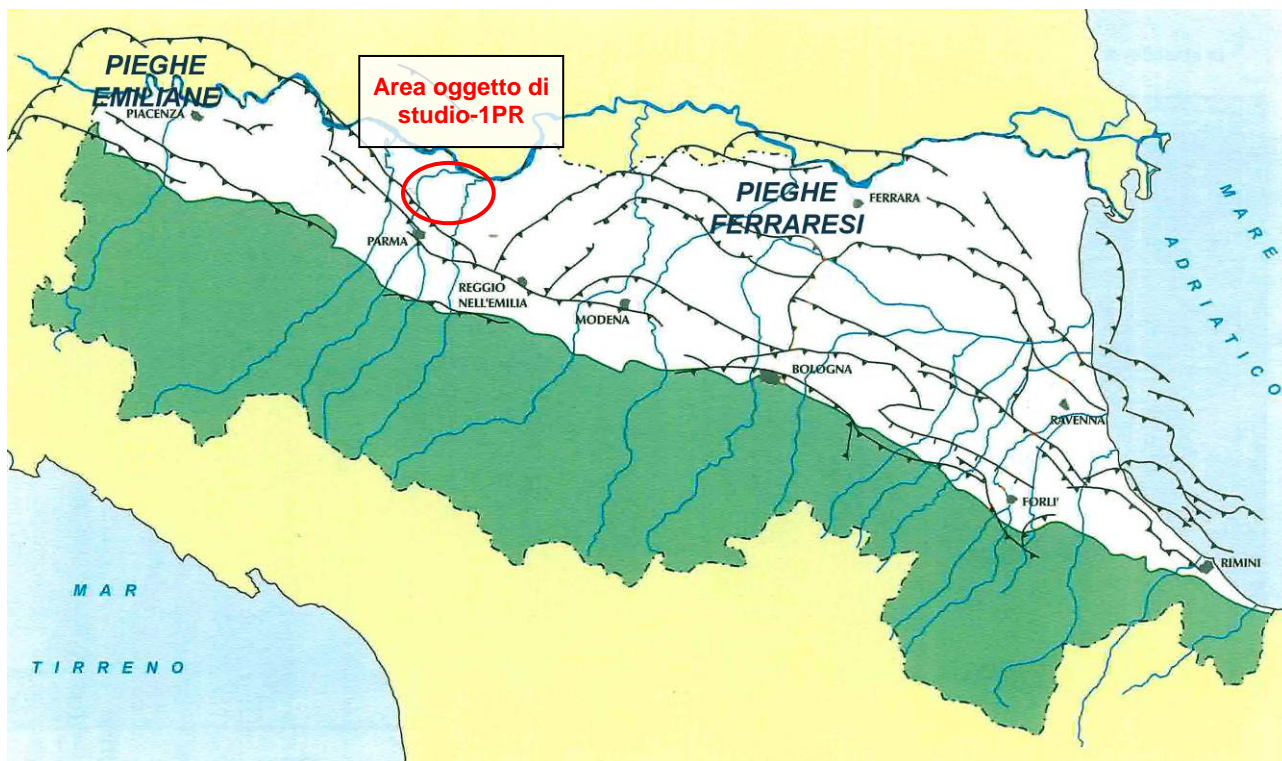 PIEGHE
EMILIANE
PIACENZA
Area oggetto di
studio-1PR
PIEGHE
FERRARESI
FERRARA
PARMA
REGGIO
NELL'EMILIA
MODENA
BOLOGNA
RAVENNA
FORLI'
RIMINI
MARE
ADRIATICO
MAR
TIRRENO